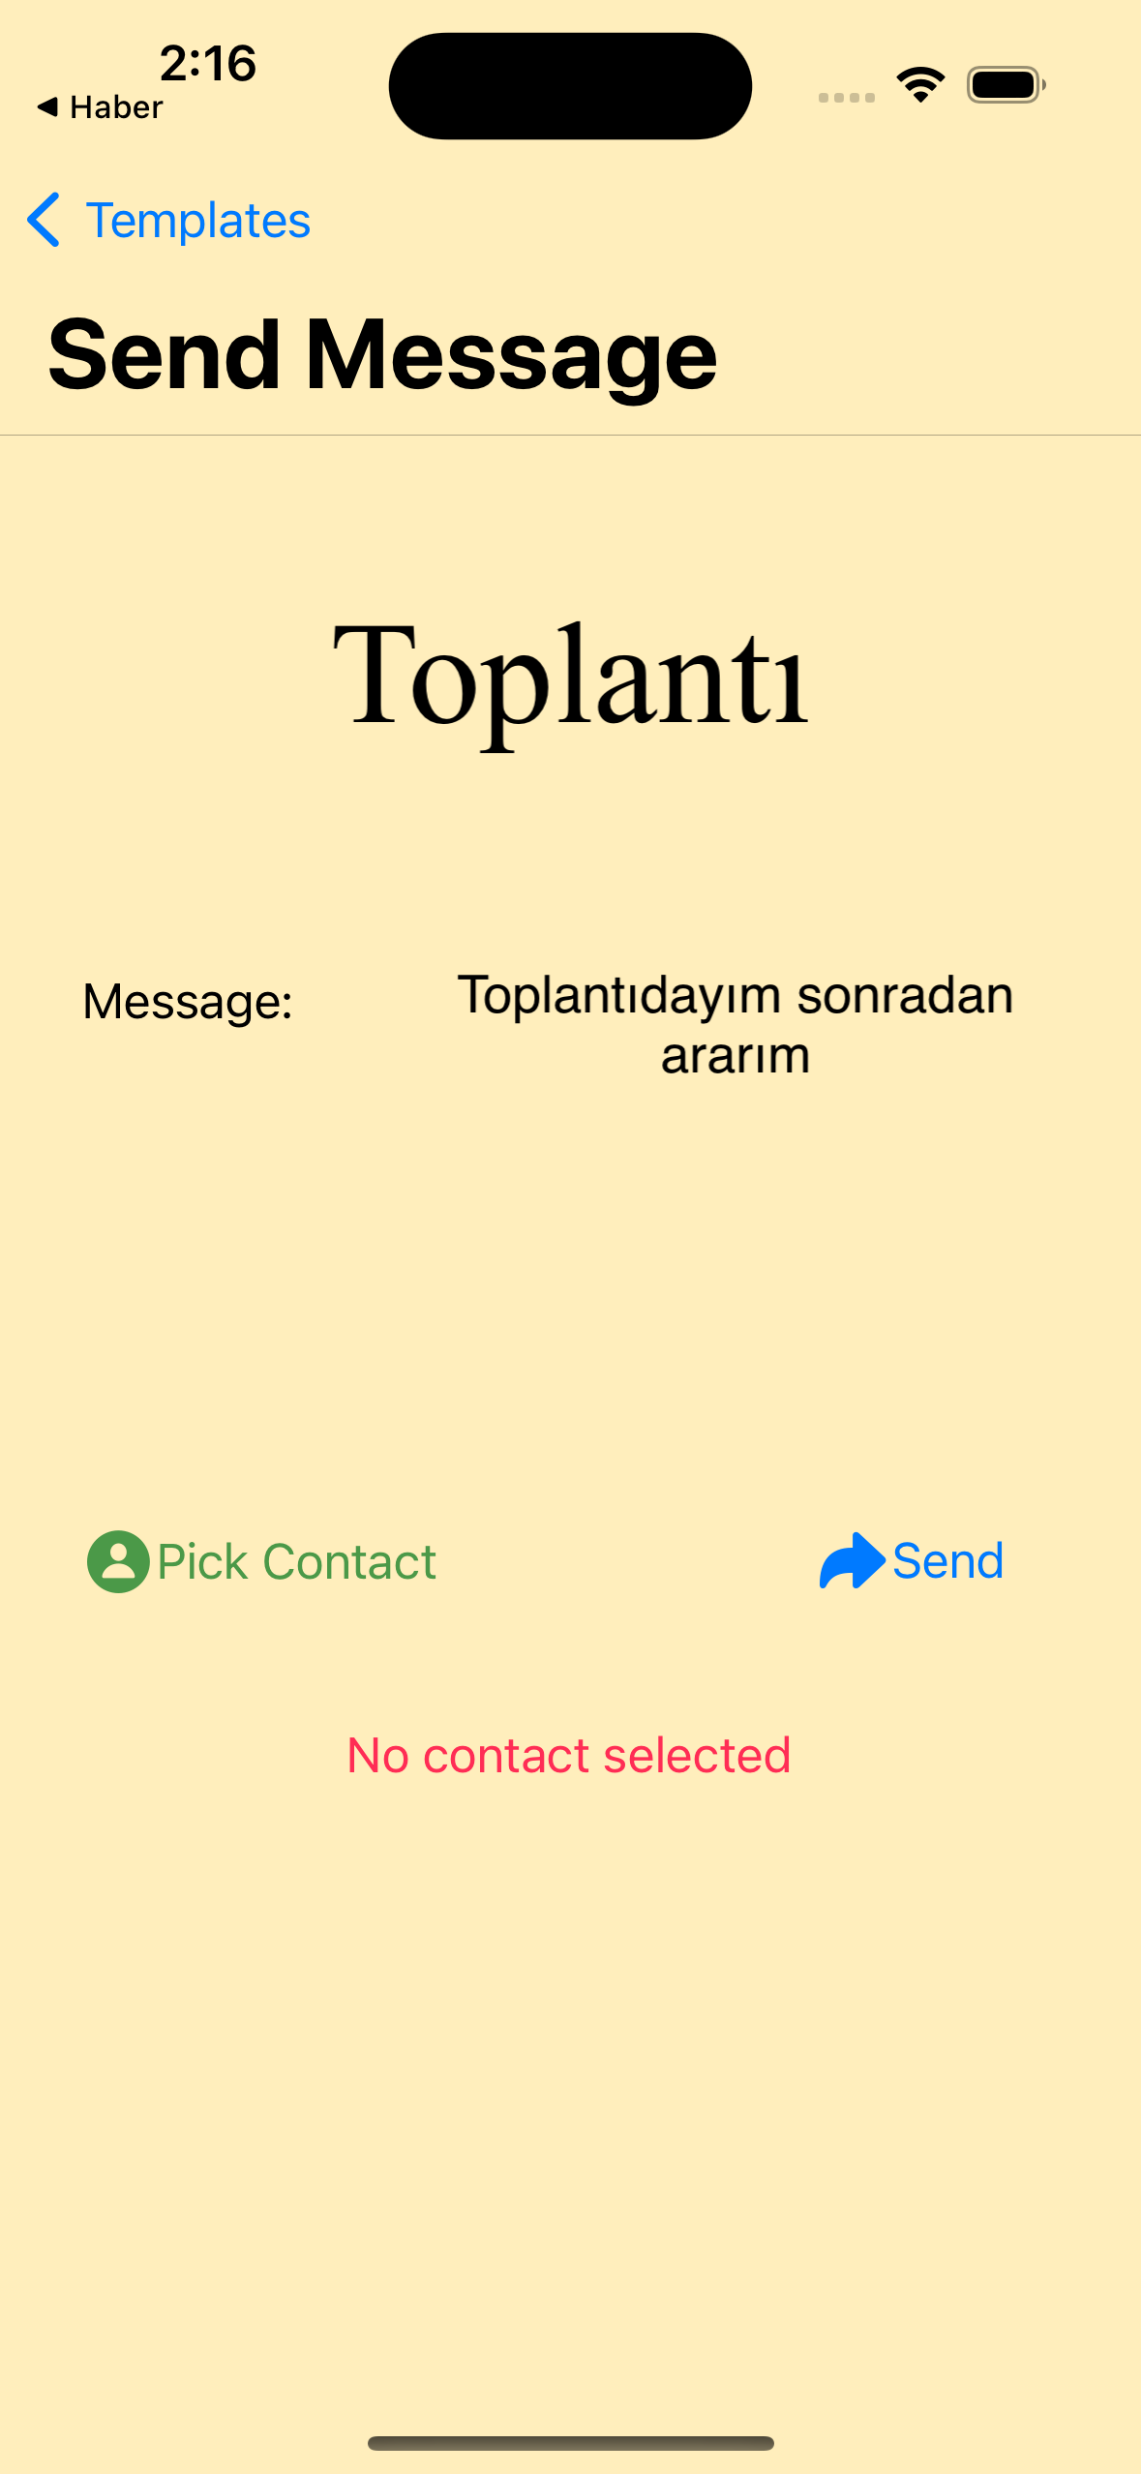 2:16
Haber
Templates
Send Message
Toplantı
Message:
Toplantıdayım sonradan
ararım
Pick Contact
Send
No contact selected